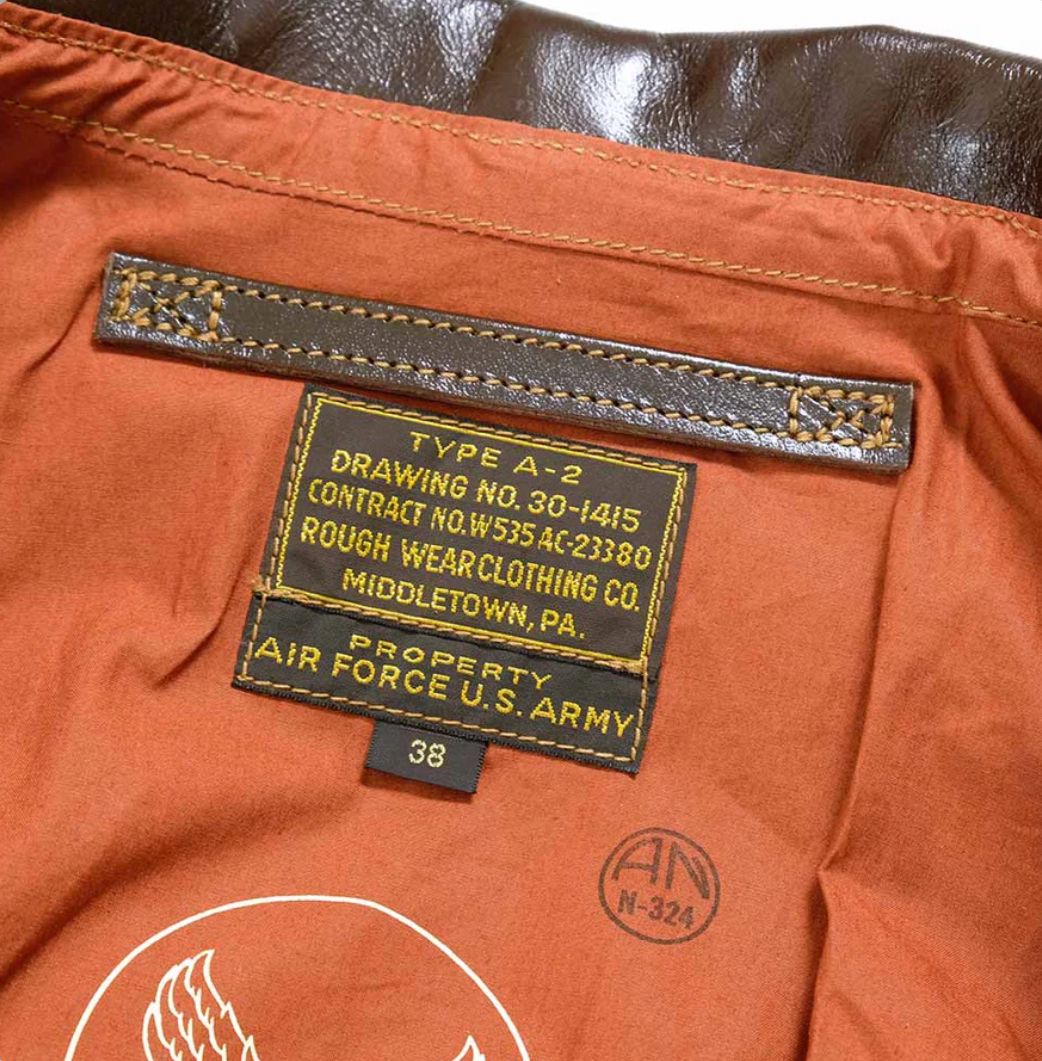 TYPE A-2
DRAWING NO. 30-1415
CONTRACT NO. W535 AC-23380
ROUGH WEAR CLOTHING CO.
MIDDLETOWN, PA.
PROPERTY
AIR FORCE U.S. ARMY
38
AN
N-324